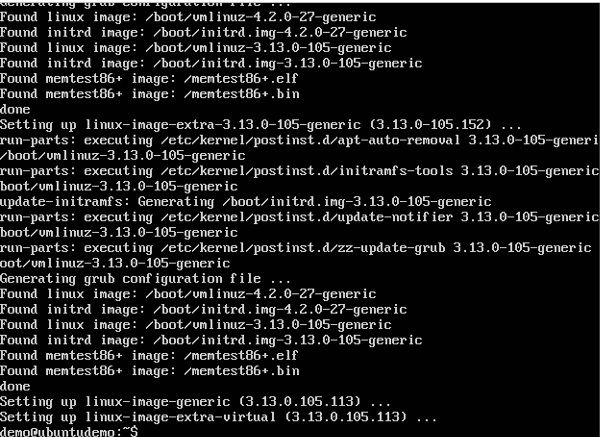 Generating grub configuration file ...
Found linux image: /boot/vmlinuz-4.2.0-27-generic
Found initrd image: /boot/initrd.img-4.2.0-27-generic
Found linux image: /boot/vmlinuz-3.13.0-105-generic
Found initrd image: /boot/initrd.img-3.13.0-105-generic
Found memtest86+ image: /memtest86+.elf
Found memtest86+ image: /memtest86+.bin
done
Setting up linux-image-extra-3.13.0-105-generic (3.13.0-105.152) ...
run-parts: executing /etc/kernel/postinst.d/apt-auto-removal 3.13.0-105-generi
/boot/vmlinuz-3.13.0-105-generic
run-parts: executing /etc/kernel/postinst.d/initramfs-tools 3.13.0-105-generic
boot/vmlinuz-3.13.0-105-generic
update-initramfs: Generating /boot/initrd.img-3.13.0-105-generic
run-parts: executing /etc/kernel/postinst.d/update-notifier 3.13.0-105-generic
boot/vmlinuz-3.13.0-105-generic
run-parts: executing /etc/kernel/postinst.d/zz-update-grub 3.13.0-105-generic
oot/vmlinuz-3.13.0-105-generic
Generating grub configuration file ...
Found linux image: /boot/vmlinuz-4.2.0-27-generic
Found initrd image: /boot/initrd.img-4.2.0-27-generic
Found linux image: /boot/vmlinuz-3.13.0-105-generic
Found initrd image: /boot/initrd.img-3.13.0-105-generic
Found memtest86+ image: /memtest86+.elf
Found memtest86+ image: /memtest86+.bin
done
Setting up linux-image-generic (3.13.0.105.113) ...
Setting up linux-image-extra-virtual (3.13.0.105.113) ...
demo@ubuntudemo:~$